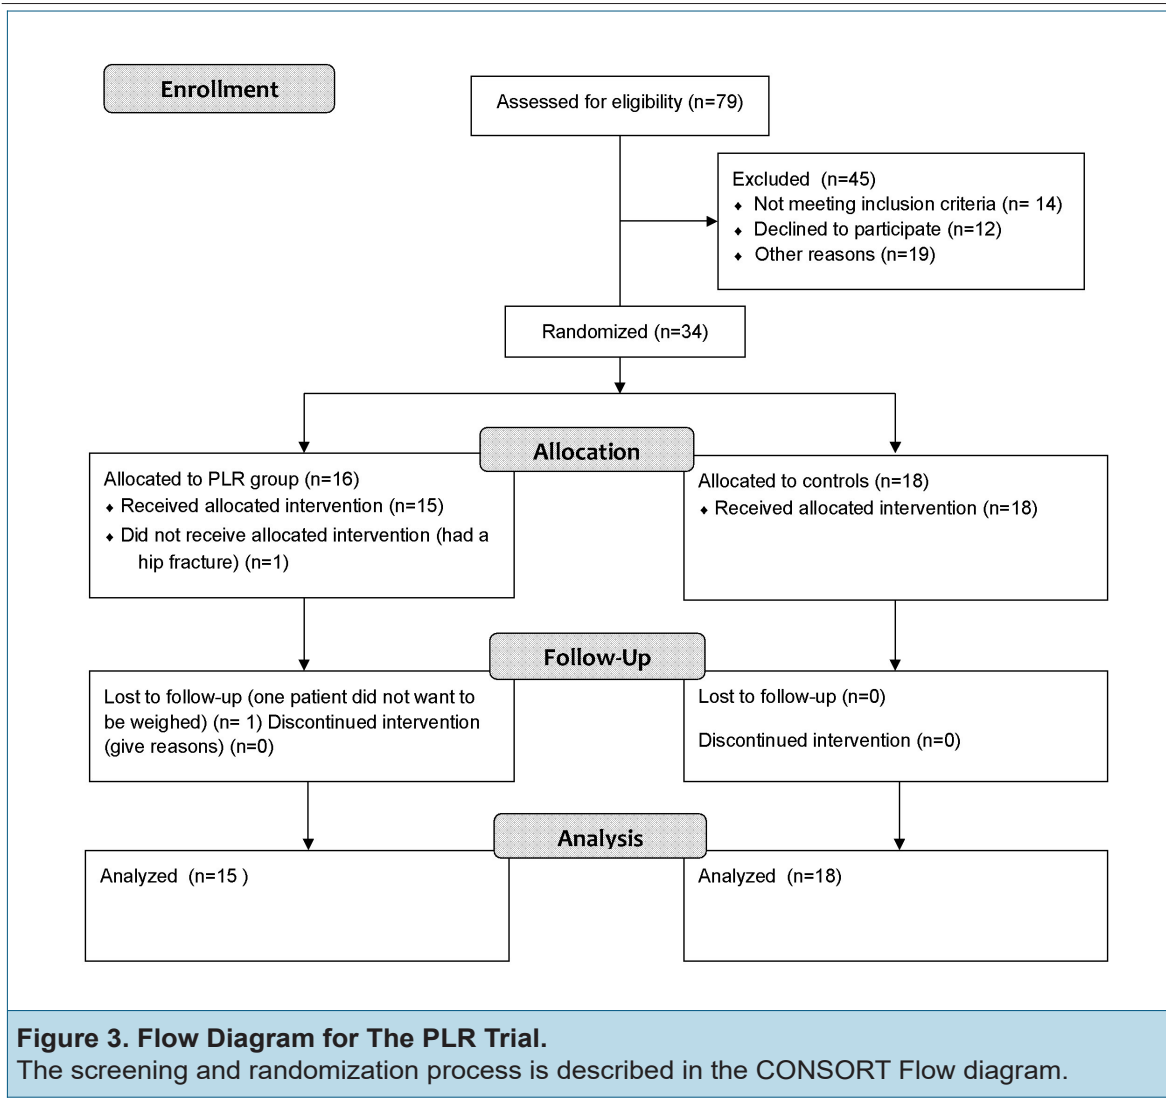 Enrollment
Assessed for eligibility (n=79)
Excluded (n=45)
♦ Not meeting inclusion criteria (n= 14)
♦ Declined to participate (n=12)
♦ Other reasons (n=19)
Randomized (n=34)
Allocation
Allocated to PLR group (n=16)
♦ Received allocated intervention (n=15)
♦ Did not receive allocated intervention (had a
hip fracture) (n=1)
Allocated to controls (n=18)
♦ Received allocated intervention (n=18)
Follow-Up
Lost to follow-up (one patient did not want to
be weighed) (n= 1) Discontinued intervention
(give reasons) (n=0)
Lost to follow-up (n=0)
Discontinued intervention (n=0)
Analysis
Analyzed (n=15 )
Analyzed (n=18)
Figure 3. Flow Diagram for The PLR Trial.
The screening and randomization process is described in the CONSORT Flow diagram.